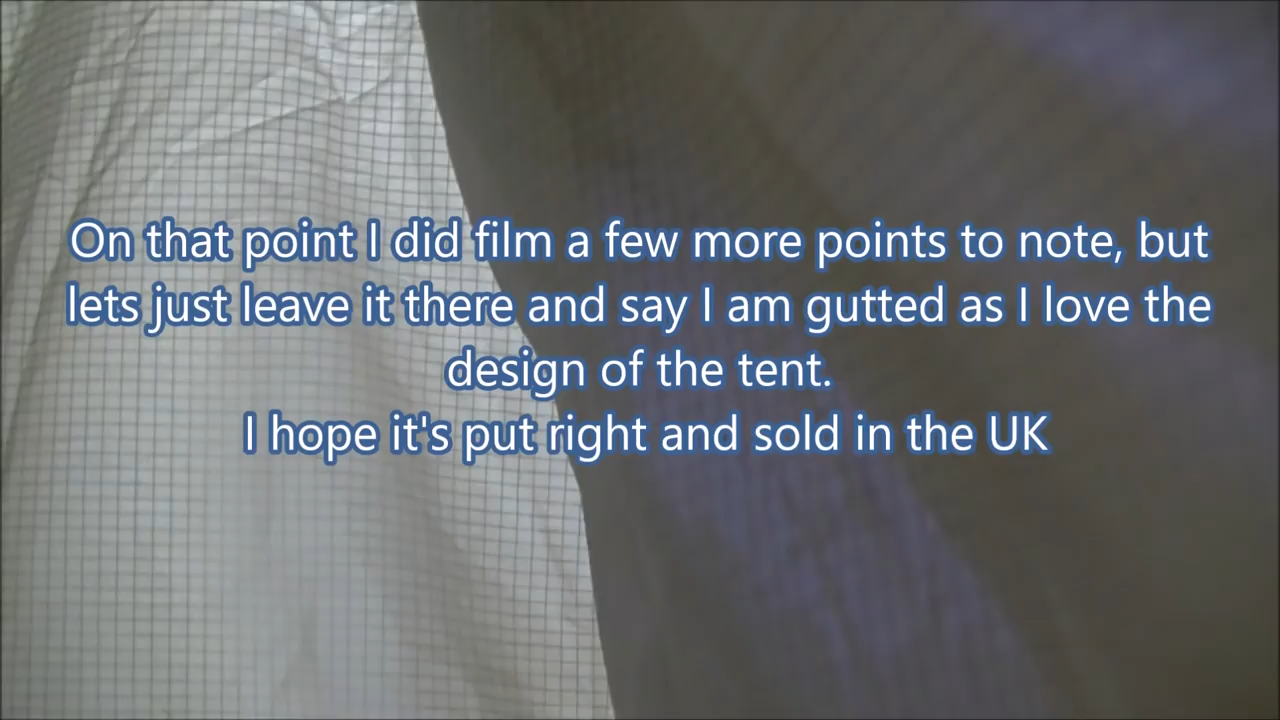 On that point I did film a few more points to note, but
lets just leave it there and say I am gutted as I love the
design of the tent.
I hope it's put right and sold in the UK